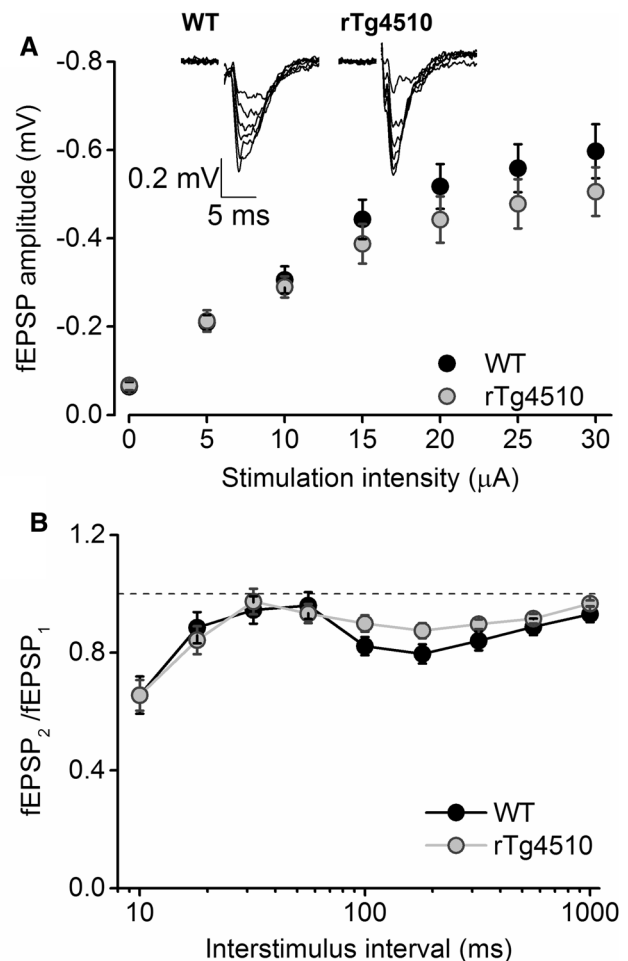 WT
rTg4510
A
-0.8
-0.6
-0.4
-0.2
0.0
fEPSP amplitude (mV)
0.2 mV
5 ms
WT
rTg4510
0 5 10 15 20 25 30
Stimulation intensity (μA)
B
1.2
0.8
0.4
0.0
fEPSP2 /fEPSP1
WT
rTg4510
10 100 1000
Interstimulus interval (ms)